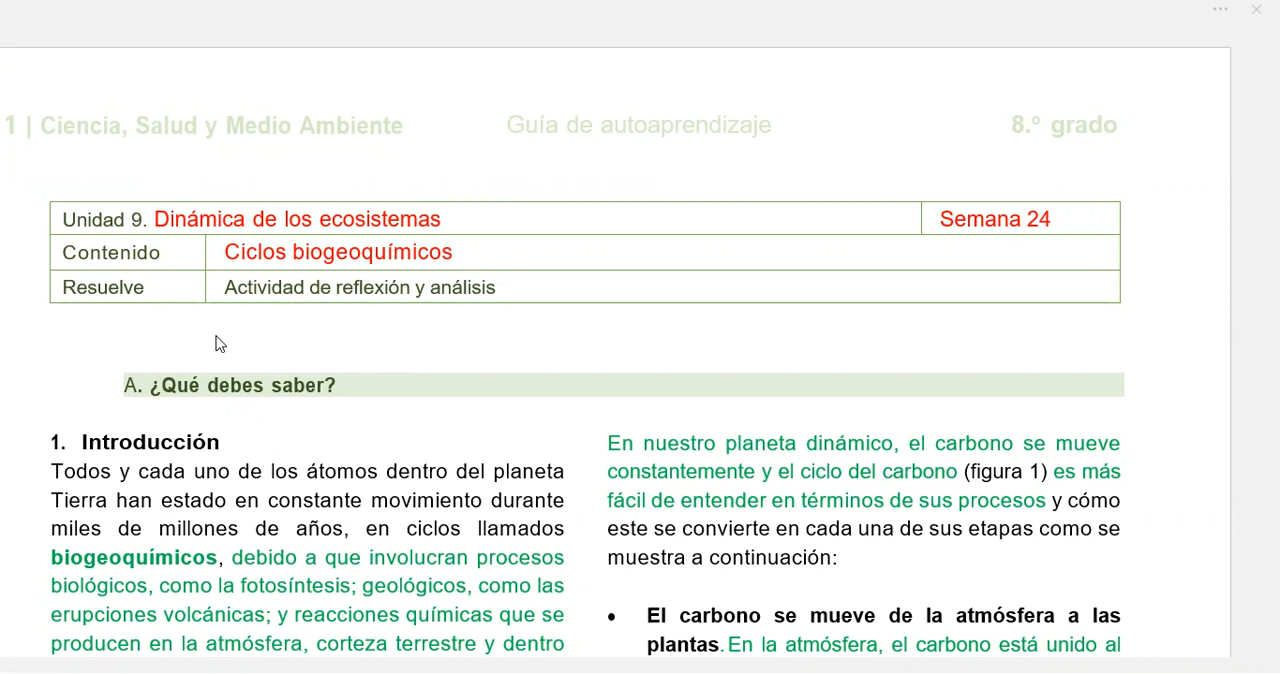 1 | Ciencia, Salud y Medio Ambiente Guía de autoaprendizaje 8.º grado
Unidad 9. Dinámica de los ecosistemas Semana 24
Contenido Ciclos biogeoquímicos
Resuelve Actividad de reflexión y análisis
A. ¿Qué debes saber?
1. Introducción
Todos y cada uno de los átomos dentro del planeta
Tierra han estado en constante movimiento durante
miles de millones de años, en ciclos llamados
biogeoquímicos, debido a que involucran procesos
biológicos, como la fotosíntesis; geológicos, como las
erupciones volcánicas; y reacciones químicas que se
producen en la atmósfera, corteza terrestre y dentro
En nuestro planeta dinámico, el carbono se mueve
constantemente y el ciclo del carbono (figura 1) es más
fácil de entender en términos de sus procesos y cómo
este se convierte en cada una de sus etapas como se
muestra a continuación:
• El carbono se mueve de la atmósfera a las
plantas. En la atmósfera, el carbono está unido al